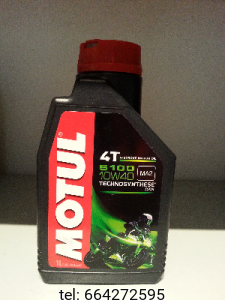 MOTUL
4T
5100
10W40
MA2
TECHNOSYNTHESE
tel: 664272595